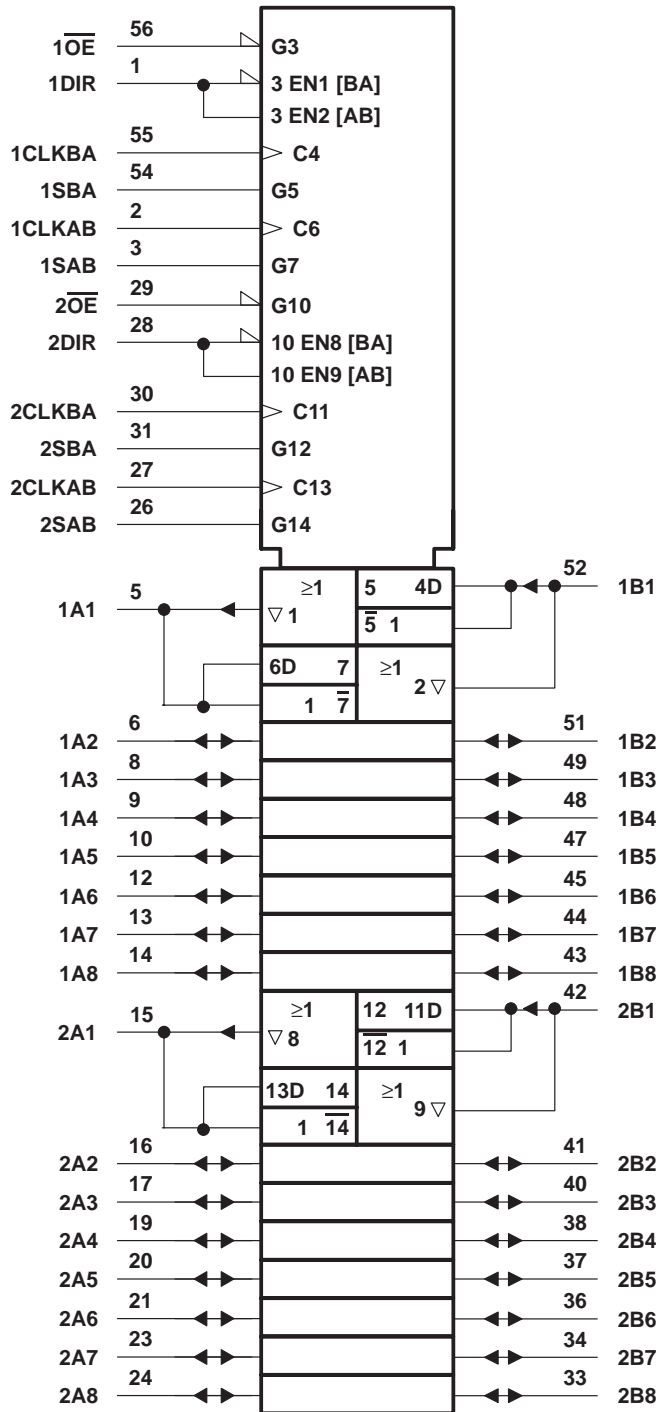 56
1O̅E̅ G3
1
1DIR 3 EN1 [BA]
3 EN2 [AB]
55
1CLKBA C4
54
1SBA G5
2
1CLKAB C6
3
1SAB G7
29
2O̅E̅ G10
28
2DIR 10 EN8 [BA]
10 EN9 [AB]
30
2CLKBA C11
31
2SBA G12
27
2CLKAB C13
26
2SAB G14
5 ≥1 5 4D 52
1A1 ▽ 1 5̅ 1 1B1
6D 7 ≥1
1 7̅ 2 ▽
6 51
1A2 1B2
8 49
1A3 1B3
9 48
1A4 1B4
10 47
1A5 1B5
12 45
1A6 1B6
13 44
1A7 1B7
14 43
1A8 1B8
15 ≥1 12 11D 42
2A1 ▽ 8 1̅2̅ 1 2B1
13D 14 ≥1
1 1̅4̅ 9 ▽
16 41
2A2 2B2
17 40
2A3 2B3
19 38
2A4 2B4
20 37
2A5 2B5
21 36
2A6 2B6
23 34
2A7 2B7
24 33
2A8 2B8